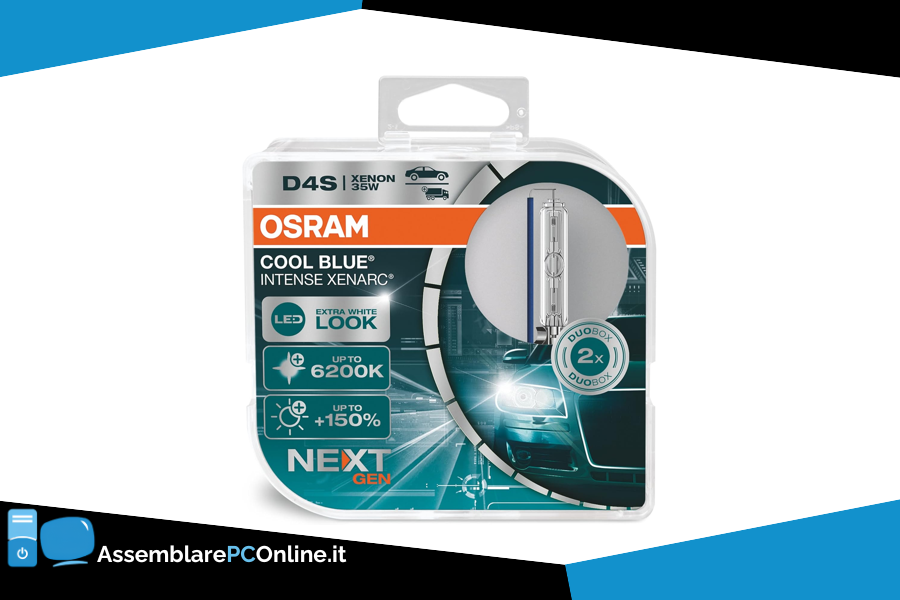 D4S | XENON
35W
OSRAM
COOL BLUE®
INTENSE XENARC®
LED EXTRA WHITE
LOOK
UP TO
6200K
UP TO
+150%
NEXT
GEN
DUOBOX
2x
DUOBOX
AssemblarePCOnline.it